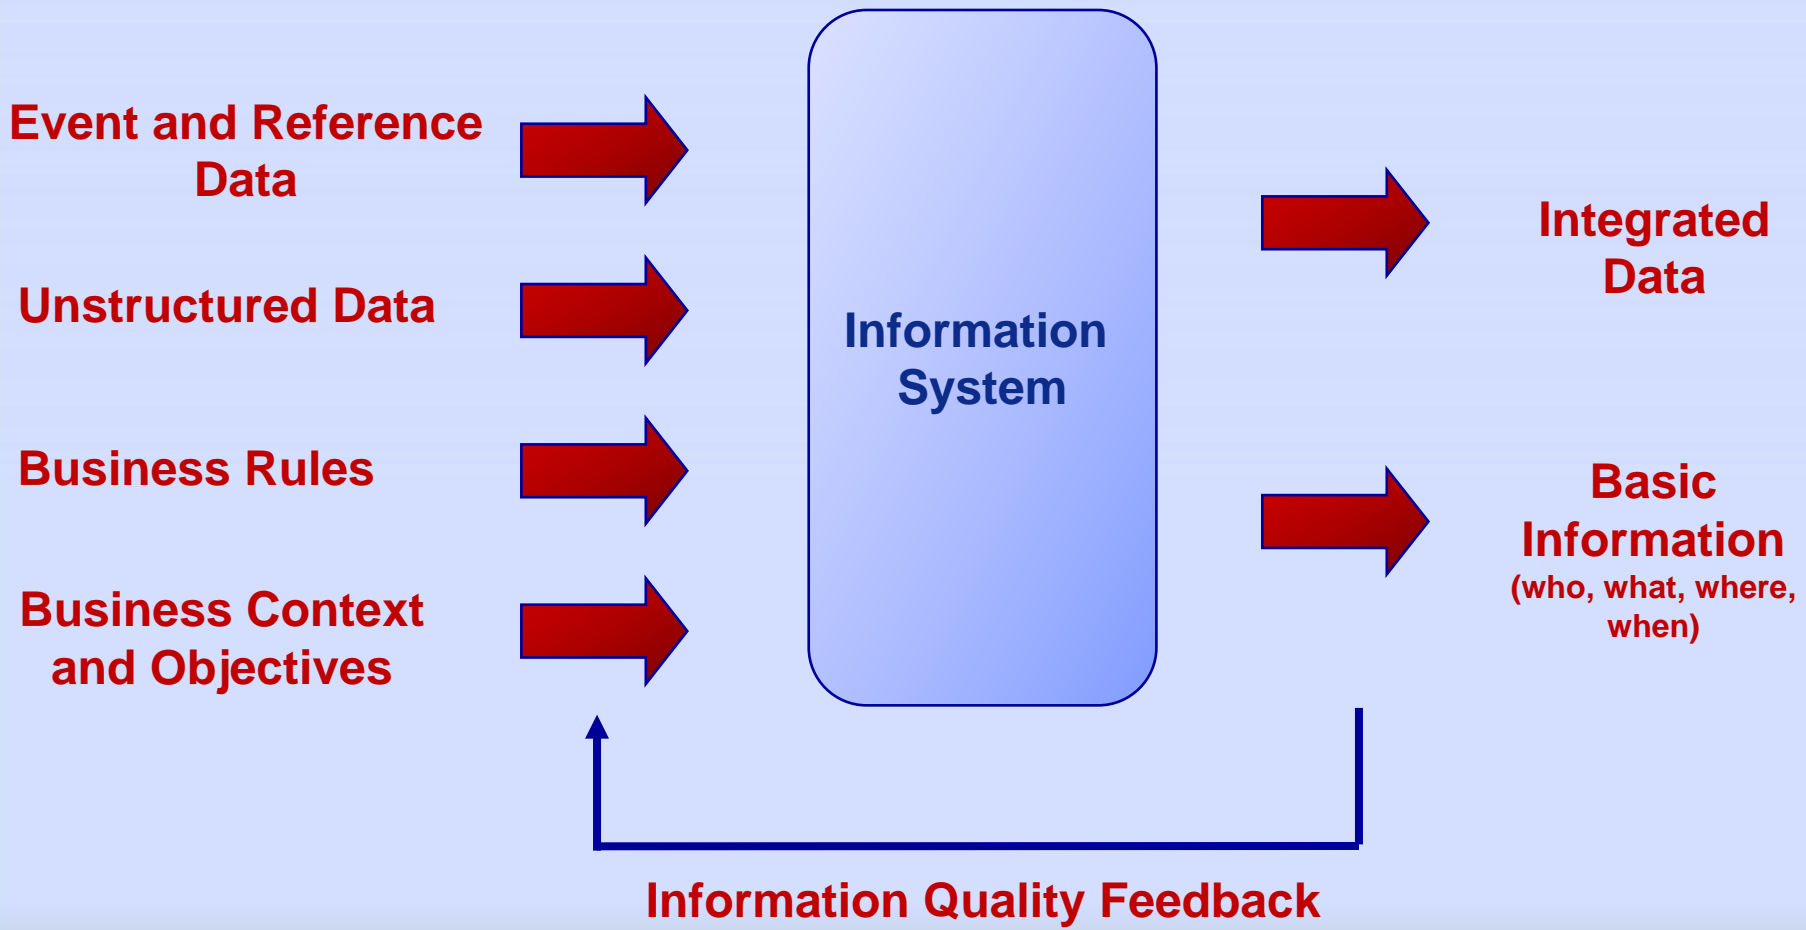 Event and Reference
Data
Unstructured Data
Business Rules
Business Context
and Objectives
Information
System
Integrated
Data
Basic
Information
(who, what, where,
when)
Information Quality Feedback